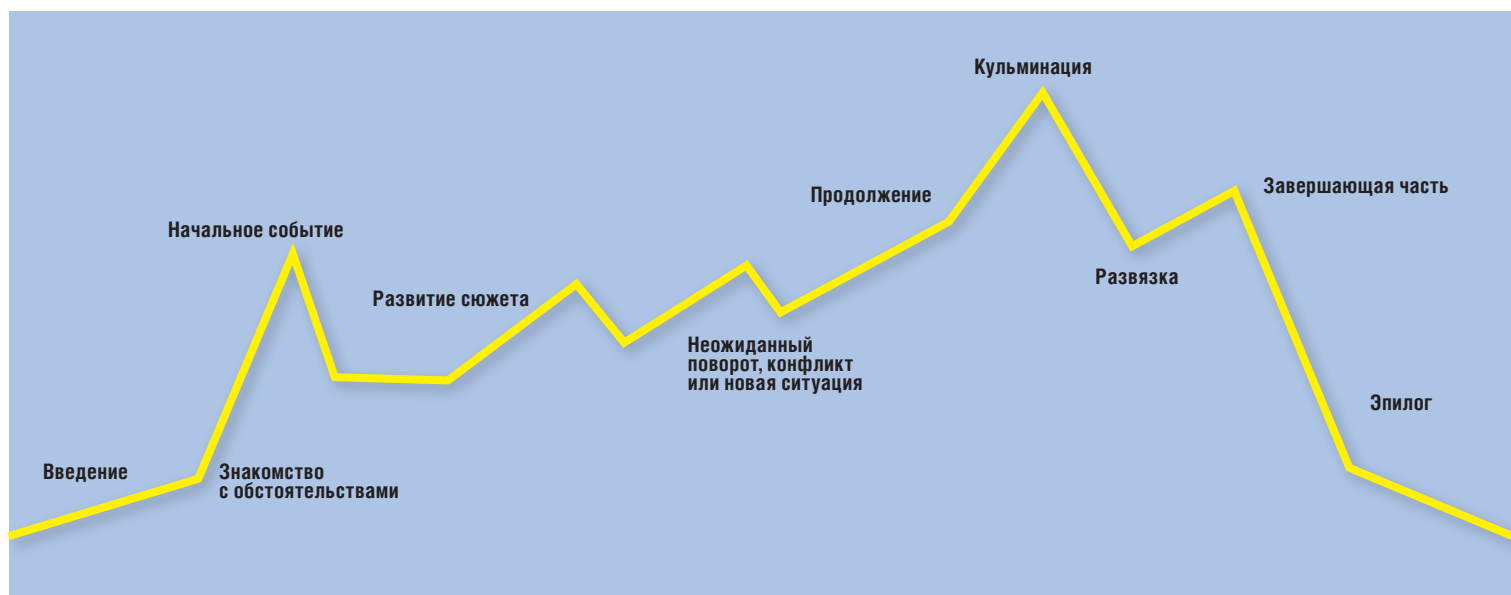 Введение
Знакомство
с обстоятельствами
Начальное событие
Развитие сюжета
Неожиданный
поворот, конфликт
или новая ситуация
Продолжение
Кульминация
Развязка
Завершающая часть
Эпилог